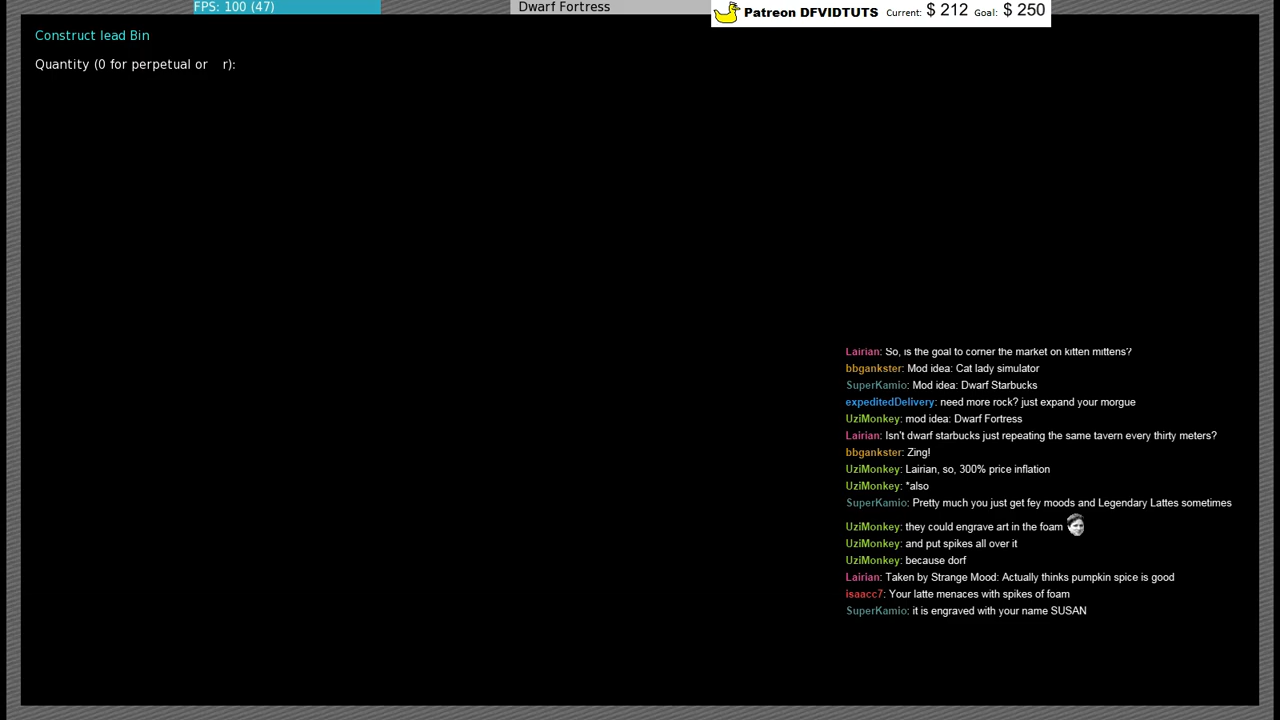 FPS: 100 (47)
Dwarf Fortress
Patreon DFVIDTUTS Current: $ 212 Goal: $ 250
Construct lead Bin
Quantity (0 for perpetual or    r):
Lairian: So, is the goal to corner the market on kitten mittens?
bbgankster: Mod idea: Cat lady simulator
SuperKamio: Mod idea: Dwarf Starbucks
expeditedDelivery: need more rock? just expand your morgue
UziMonkey: mod idea: Dwarf Fortress
Lairian: Isn't dwarf starbucks just repeating the same tavern every thirty meters?
bbgankster: Zing!
UziMonkey: Lairian, so, 300% price inflation
UziMonkey: *also
SuperKamio: Pretty much you just get fey moods and Legendary Lattes sometimes
UziMonkey: they could engrave art in the foam
UziMonkey: and put spikes all over it
UziMonkey: because dorf
Lairian: Taken by Strange Mood: Actually thinks pumpkin spice is good
isaacc7: Your latte menaces with spikes of foam
SuperKamio: it is engraved with your name SUSAN